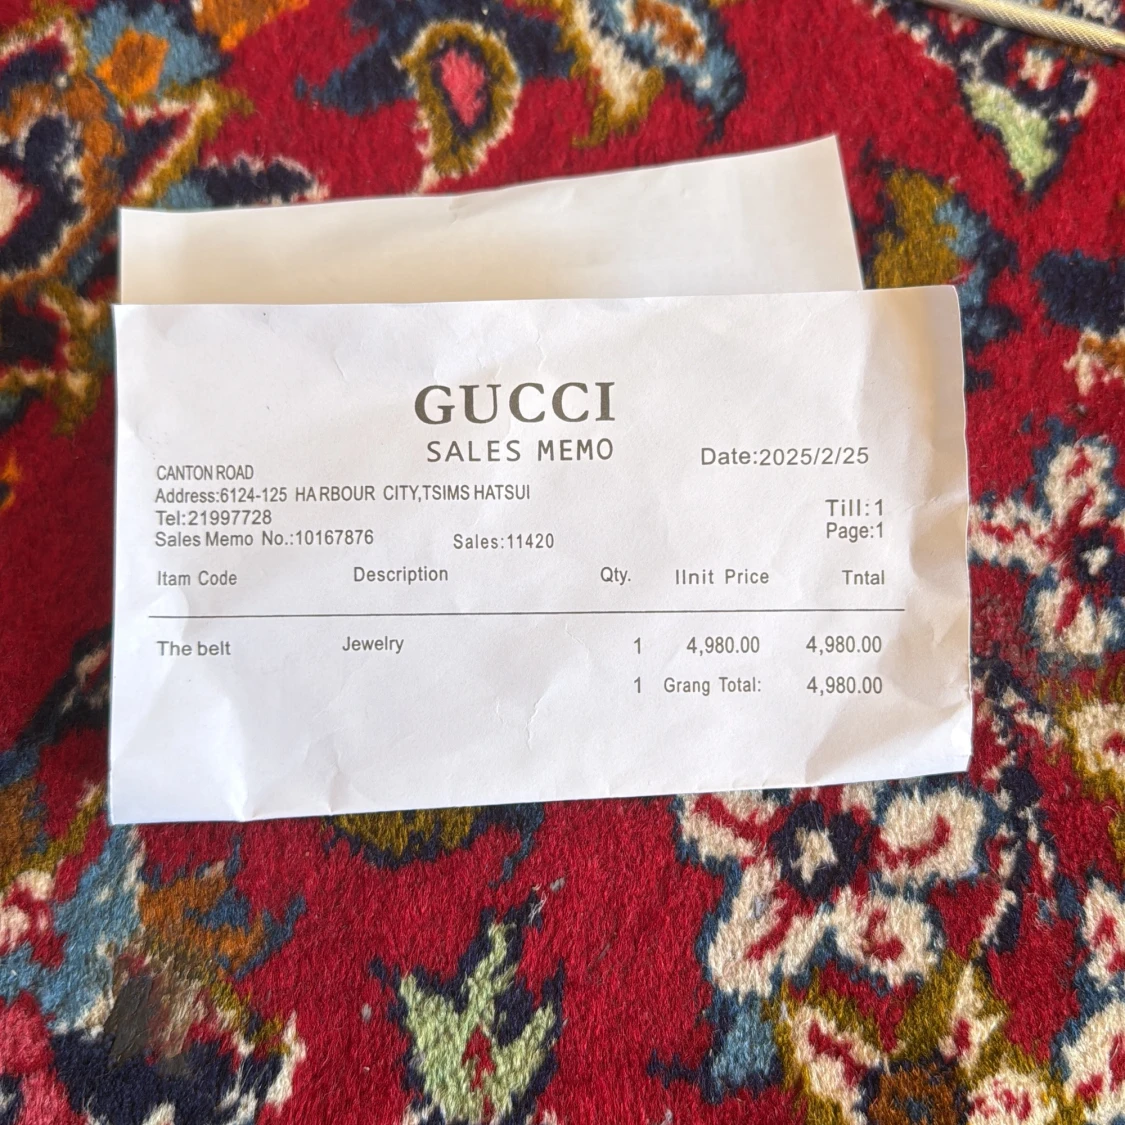 GUCCI
SALES MEMO
Date:2025/2/25
CANTON ROAD
Address:6124-125 HARBOUR CITY,TSIMS HATSUI
Till:1
Tel:21997728
Page:1
Sales Memo No.:10167876 Sales:11420
Itam Code Description Qty. IInit Price Tntal
The belt Jewelry 1 4,980.00 4,980.00
1 Grang Total: 4,980.00